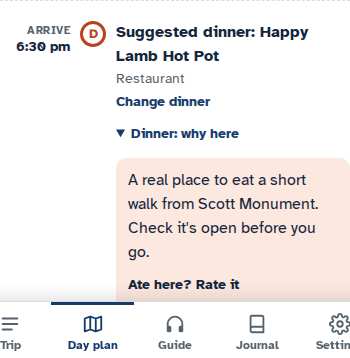 ARRIVE
6:30 pm
D
Suggested dinner: Happy
Lamb Hot Pot
Restaurant
Change dinner
▼ Dinner: why here
A real place to eat a short
walk from Scott Monument.
Check it's open before you
go.
Ate here? Rate it
Trip
Day plan
Guide
Journal
Settin